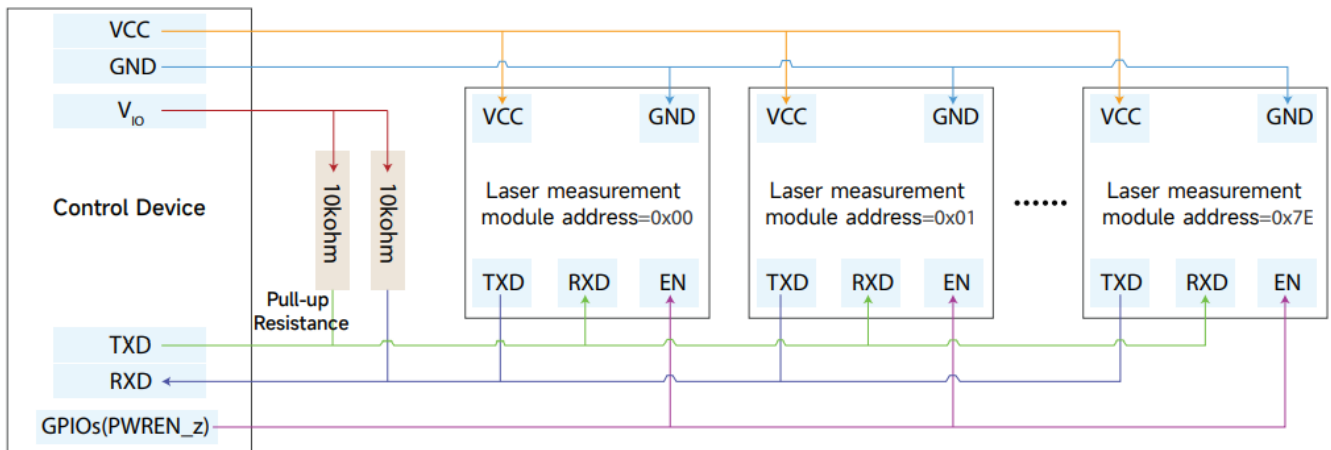 VCC
GND
V_IO
Control Device
10kohm
10kohm
Pull-up
Resistance
TXD
RXD
GPIOs(PWREN_z)
VCC
GND
Laser measurement
module address=0x00
TXD
RXD
EN
VCC
GND
Laser measurement
module address=0x01
TXD
RXD
EN
......
VCC
GND
Laser measurement
module address=0x7E
TXD
RXD
EN